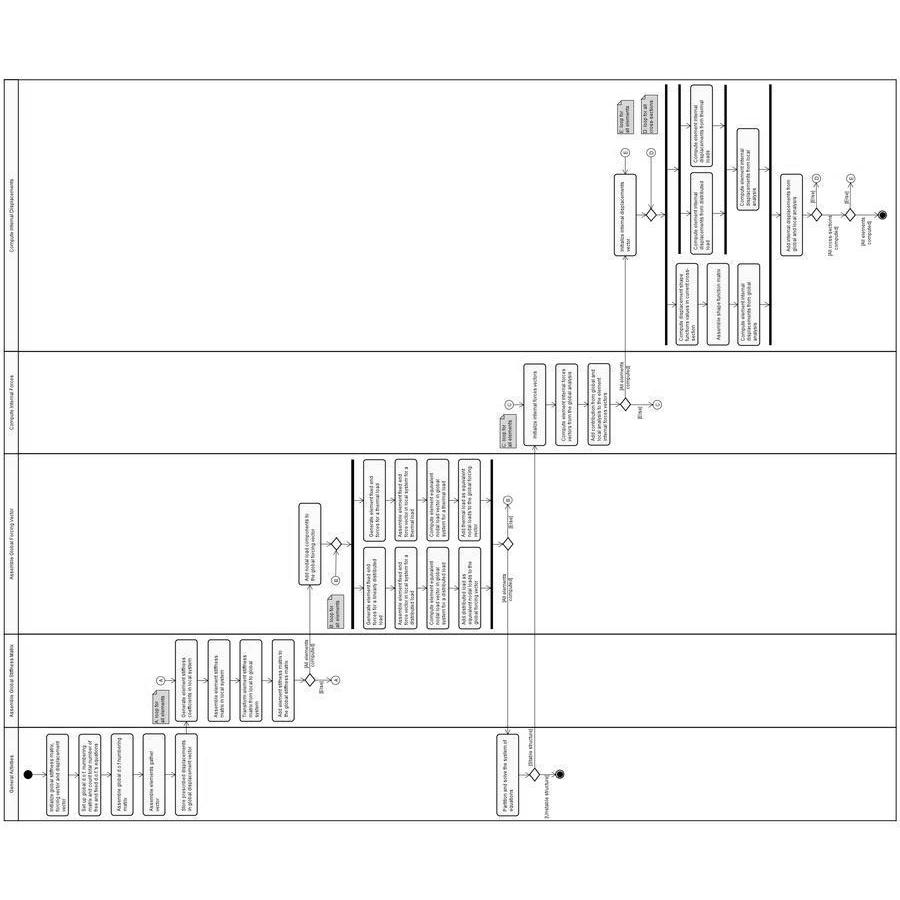 General Activities
Initialize global stiffness matrix,
forcing vector and displacement
vector
Set up global d.o.f. numbering
matrix and count total number of
free and fixed d.o.f.'s equations
Assemble global d.o.f numbering
matrix
Assemble elements gather
vector
Store prescribed displacements
in global displacement vector
Partition and solve the system of
equations
[Stable structure]
[Unstable structure]
Assemble Global Stiffness Matrix
A: loop for
all elements
A
Generate element stiffness
coefficients in local system
Assemble element stiffness
matrix in local system
Transform element stiffness
matrix from local to global
system
Add element stiffness matrix to
the global stiffness matrix
[All elements
computed]
[Else]
A
Assemble Global Forcing Vector
Add nodal load components to
the global forcing vector
B: loop for
all elements
B
Generate element fixed end
forces for a linearly distributed
load
Assemble element fixed end
force vector in local system for a
distributed load
Compute equivalent
nodal load vector in global
system for a distributed load
Add distributed load as
equivalent nodal loads to the
global forcing vector
Generate element fixed end
forces for a thermal load
Assemble element fixed end
force vector in local system for a
thermal load
Compute equivalent
nodal load vector in global
system for a thermal load
Add thermal load as equivalent
nodal loads to the global forcing
vector
[All elements
computed]
[Else]
B
Compute Internal Forces
C: loop for
all elements
C
Initialize internal forces vectors
Compute element internal forces
vectors from the global analysis
Add contribution from global and
local analysis to the element
internal forces vectors
[All elements
computed]
[Else]
C
Compute Internal Displacements
E: loop for
all elements
D: loop for all
cross-sections
E
D
Initialize internal displacements
vector
Compute displacement shape
functions values in current cross-
section
Assemble shape function matrix
Compute element internal
displacements from global
analysis
Compute element internal
displacements from distributed
load
Compute element internal
displacements from thermal
loads
Compute element internal
displacements from local
analysis
Add internal displacements from
global and local analysis
[Else]
D
[All cross-sections
computed]
[Else]
E
[All elements
computed]